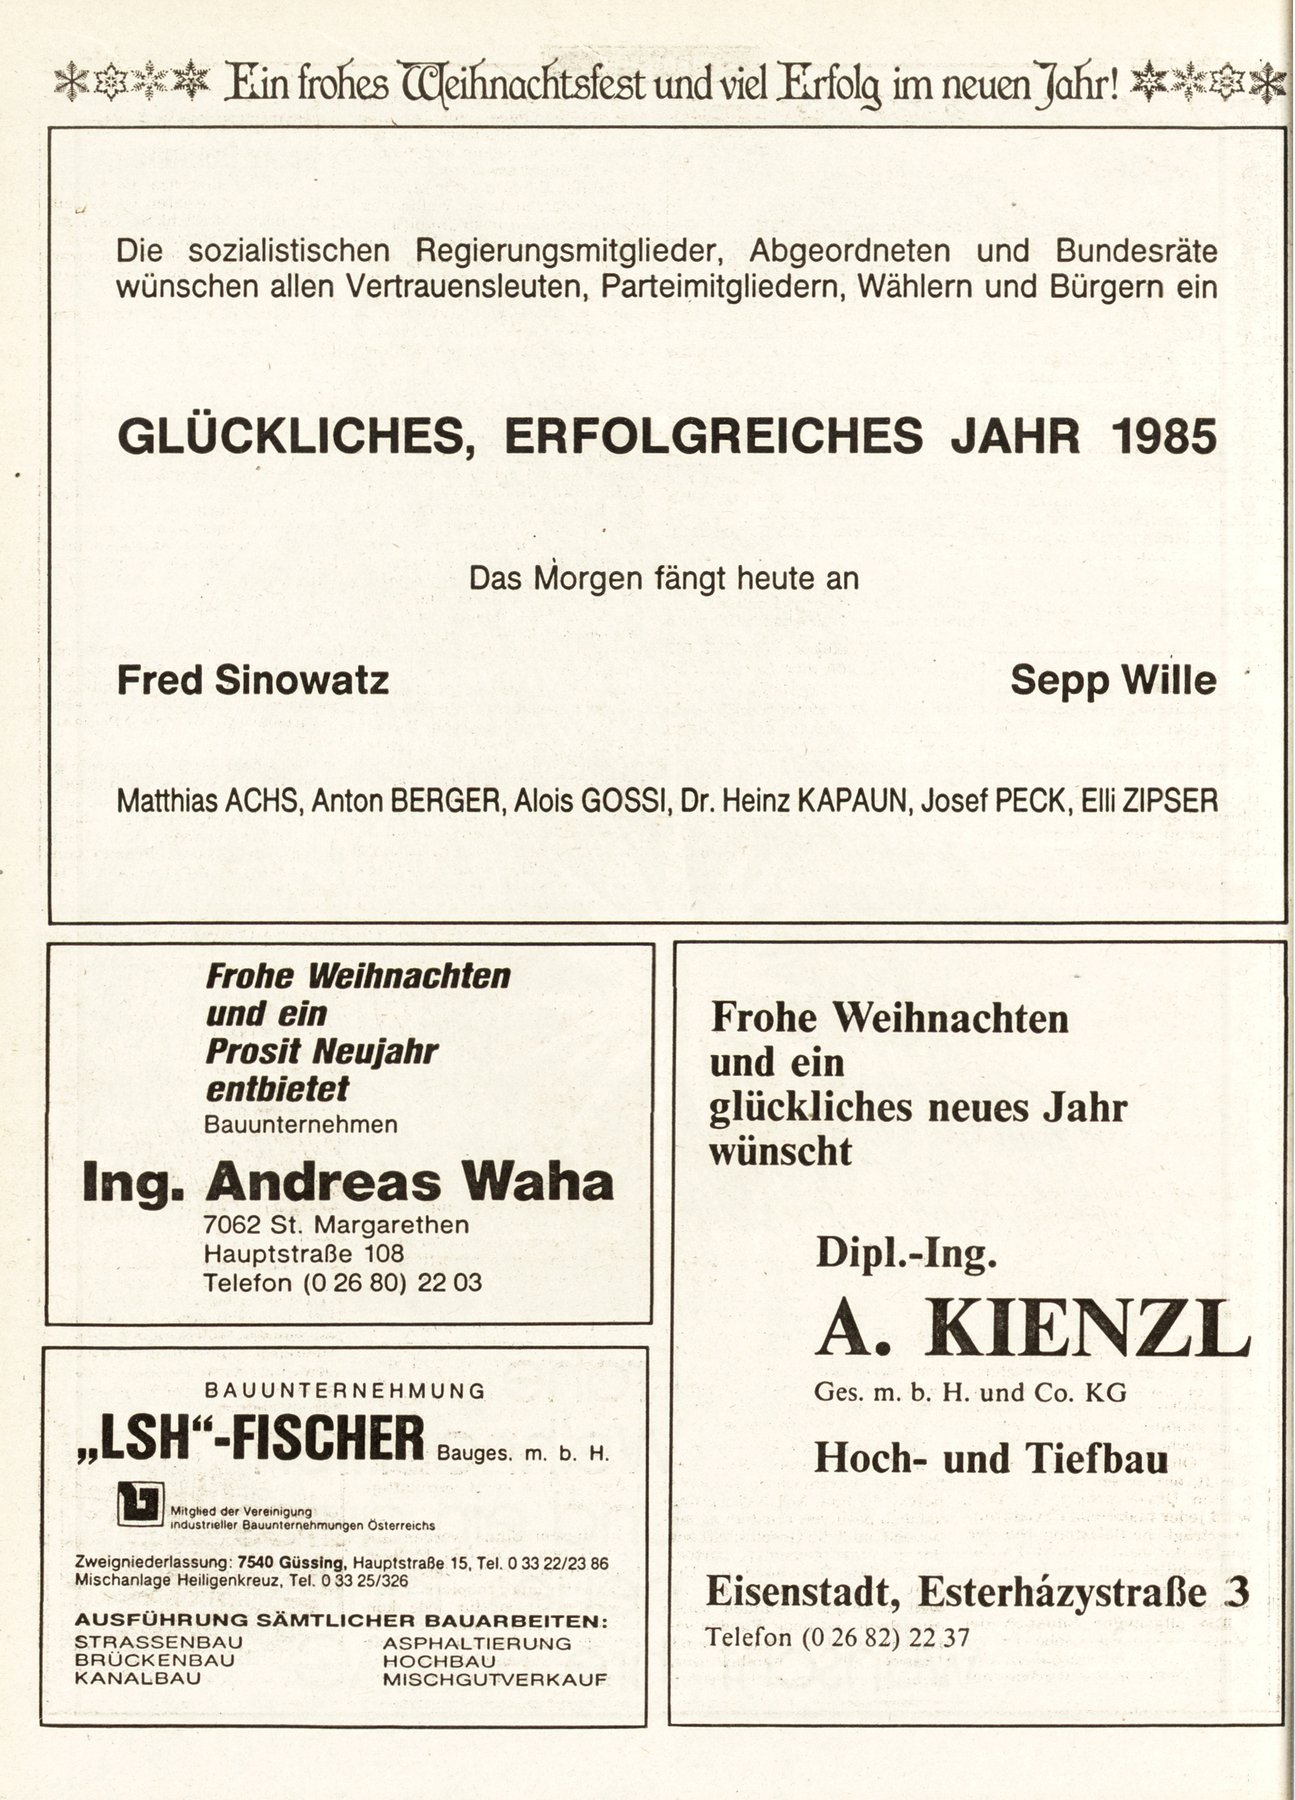 Ein frohes Weihnachtsfest und viel Erfolg im neuen Jahr!
Die sozialistischen Regierungsmitglieder, Abgeordneten und Bundesräte
wünschen allen Vertrauensleuten, Parteimitgliedern, Wählern und Bürgern ein
GLÜCKLICHES, ERFOLGREICHES JAHR 1985
Das Morgen fängt heute an
Fred Sinowatz
Sepp Wille
Matthias ACHS, Anton BERGER, Alois GOSSI, Dr. Heinz KAPAUN, Josef PECK, Elli ZIPSER
Frohe Weihnachten
und ein
Prosit Neujahr
entbietet
Bauunternehmen
Ing. Andreas Waha
7062 St. Margarethen
Hauptstraße 108
Telefon (0 26 80) 22 03
BAUUNTERNEHMUNG
„LSH“-FISCHER Bauges. m. b. H.
Mitglied der Vereinigung
industrieller Bauunternehmungen Österreichs
Zweigniederlassung: 7540 Güssing, Hauptstraße 15, Tel. 0 33 22/23 86
Mischanlage Heiligenkreuz, Tel. 0 33 25/326
AUSFÜHRUNG SÄMTLICHER BAUARBEITEN:
STRASSENBAU
BRÜCKENBAU
KANALBAU
ASPHALTIERUNG
HOCHBAU
MISCHGUTVERKAUF
Frohe Weihnachten
und ein
glückliches neues Jahr
wünscht
Dipl.-Ing.
A. KIENZL
Ges. m. b. H. und Co. KG
Hoch- und Tiefbau
Eisenstadt, Esterházystraße 3
Telefon (0 26 82) 22 37